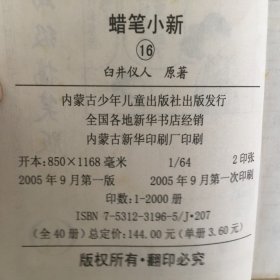 蜡笔小新
⑯
臼井仪人 原著
内蒙古少年儿童出版社出版发行
全国各地新华书店经销
内蒙古新华印刷厂印刷
开本:850×1168毫米 1/64 2印张
2005年9月第一版 2005年9月第一次印刷
印数:1-2000册
ISBN 7-5312-3196-5/J·207
(全40册)总定价:144.00元(单册3.60元)
版权所有·翻印必究